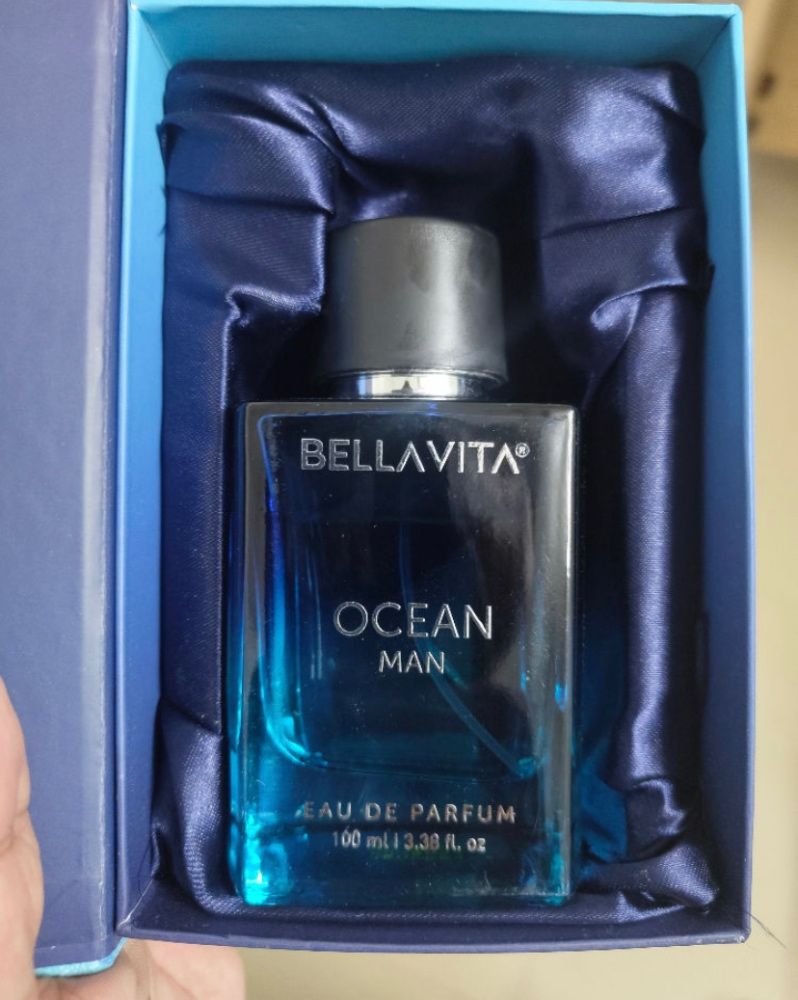 BELLAVITA®
OCEAN
MAN
EAU DE PARFUM
100 ml | 3.38 fl. oz